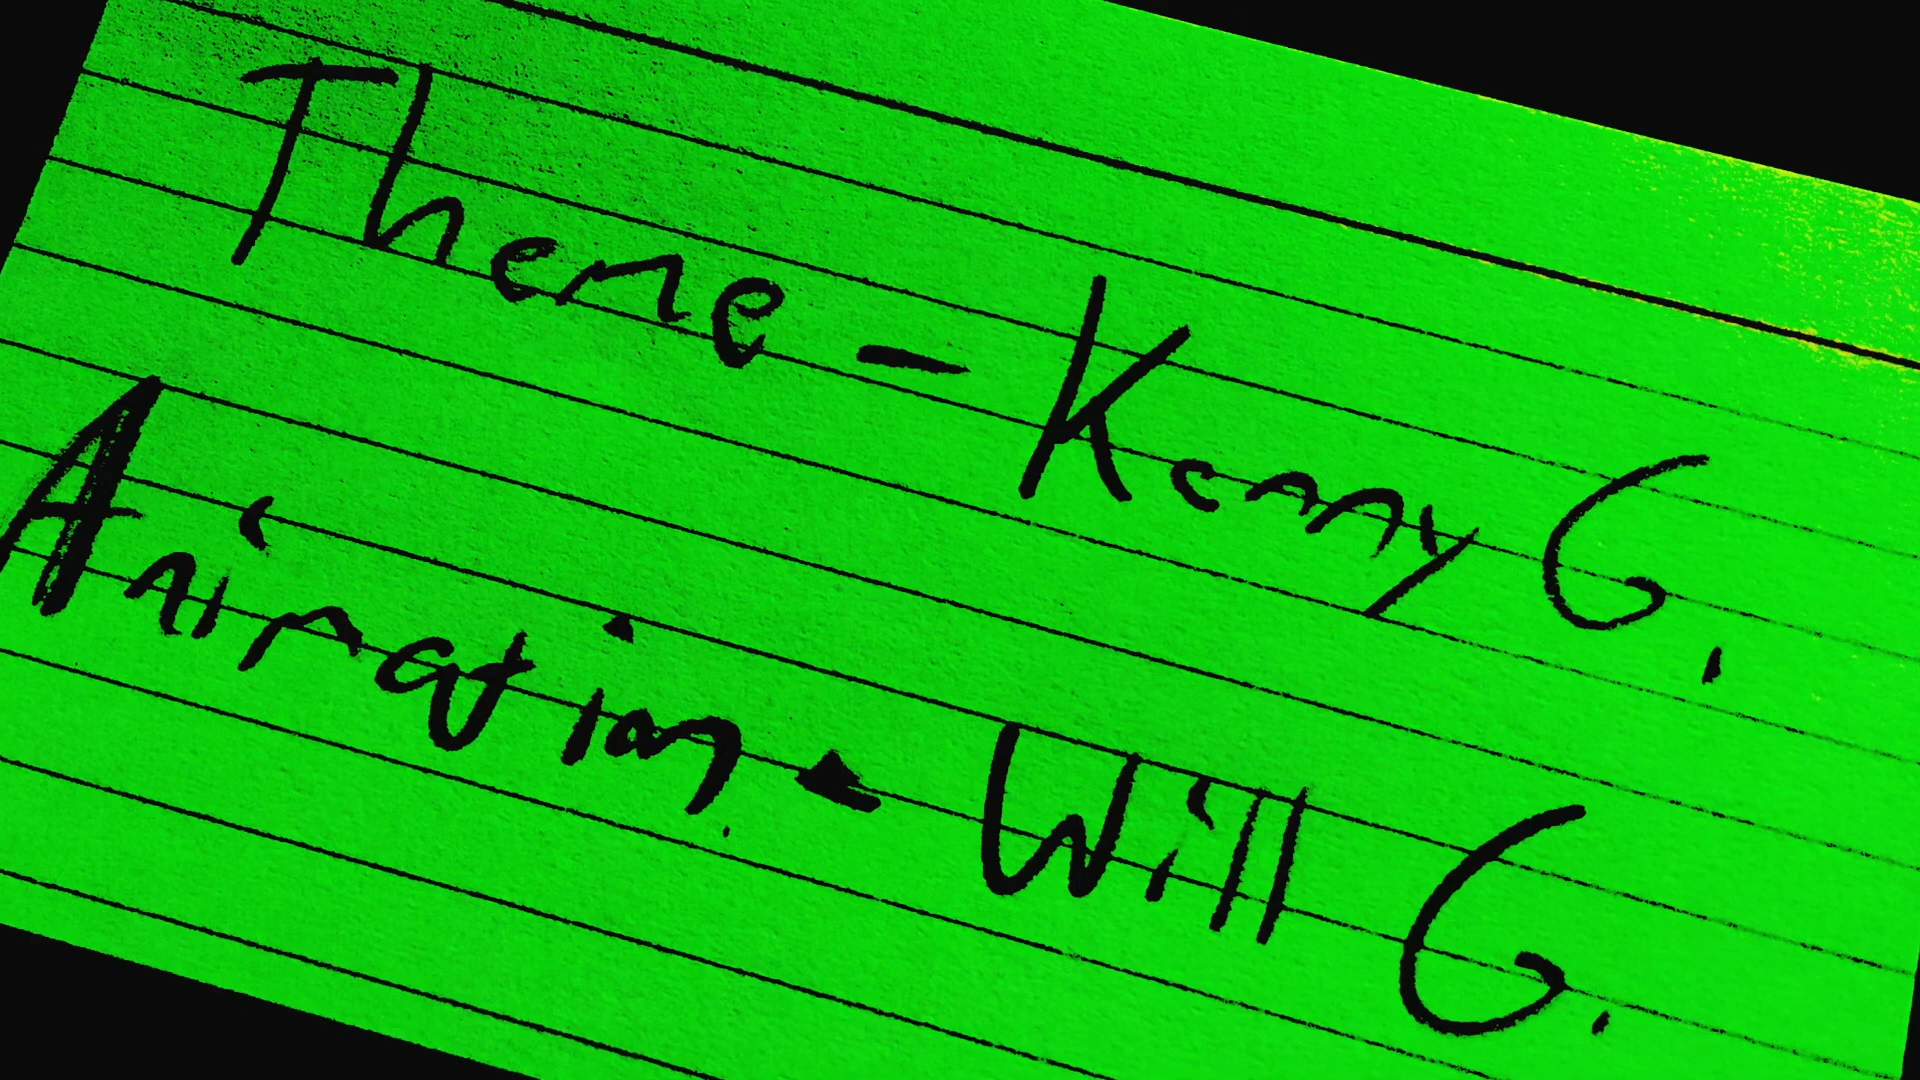 Theme - Kenny G.
Animation - Will G.